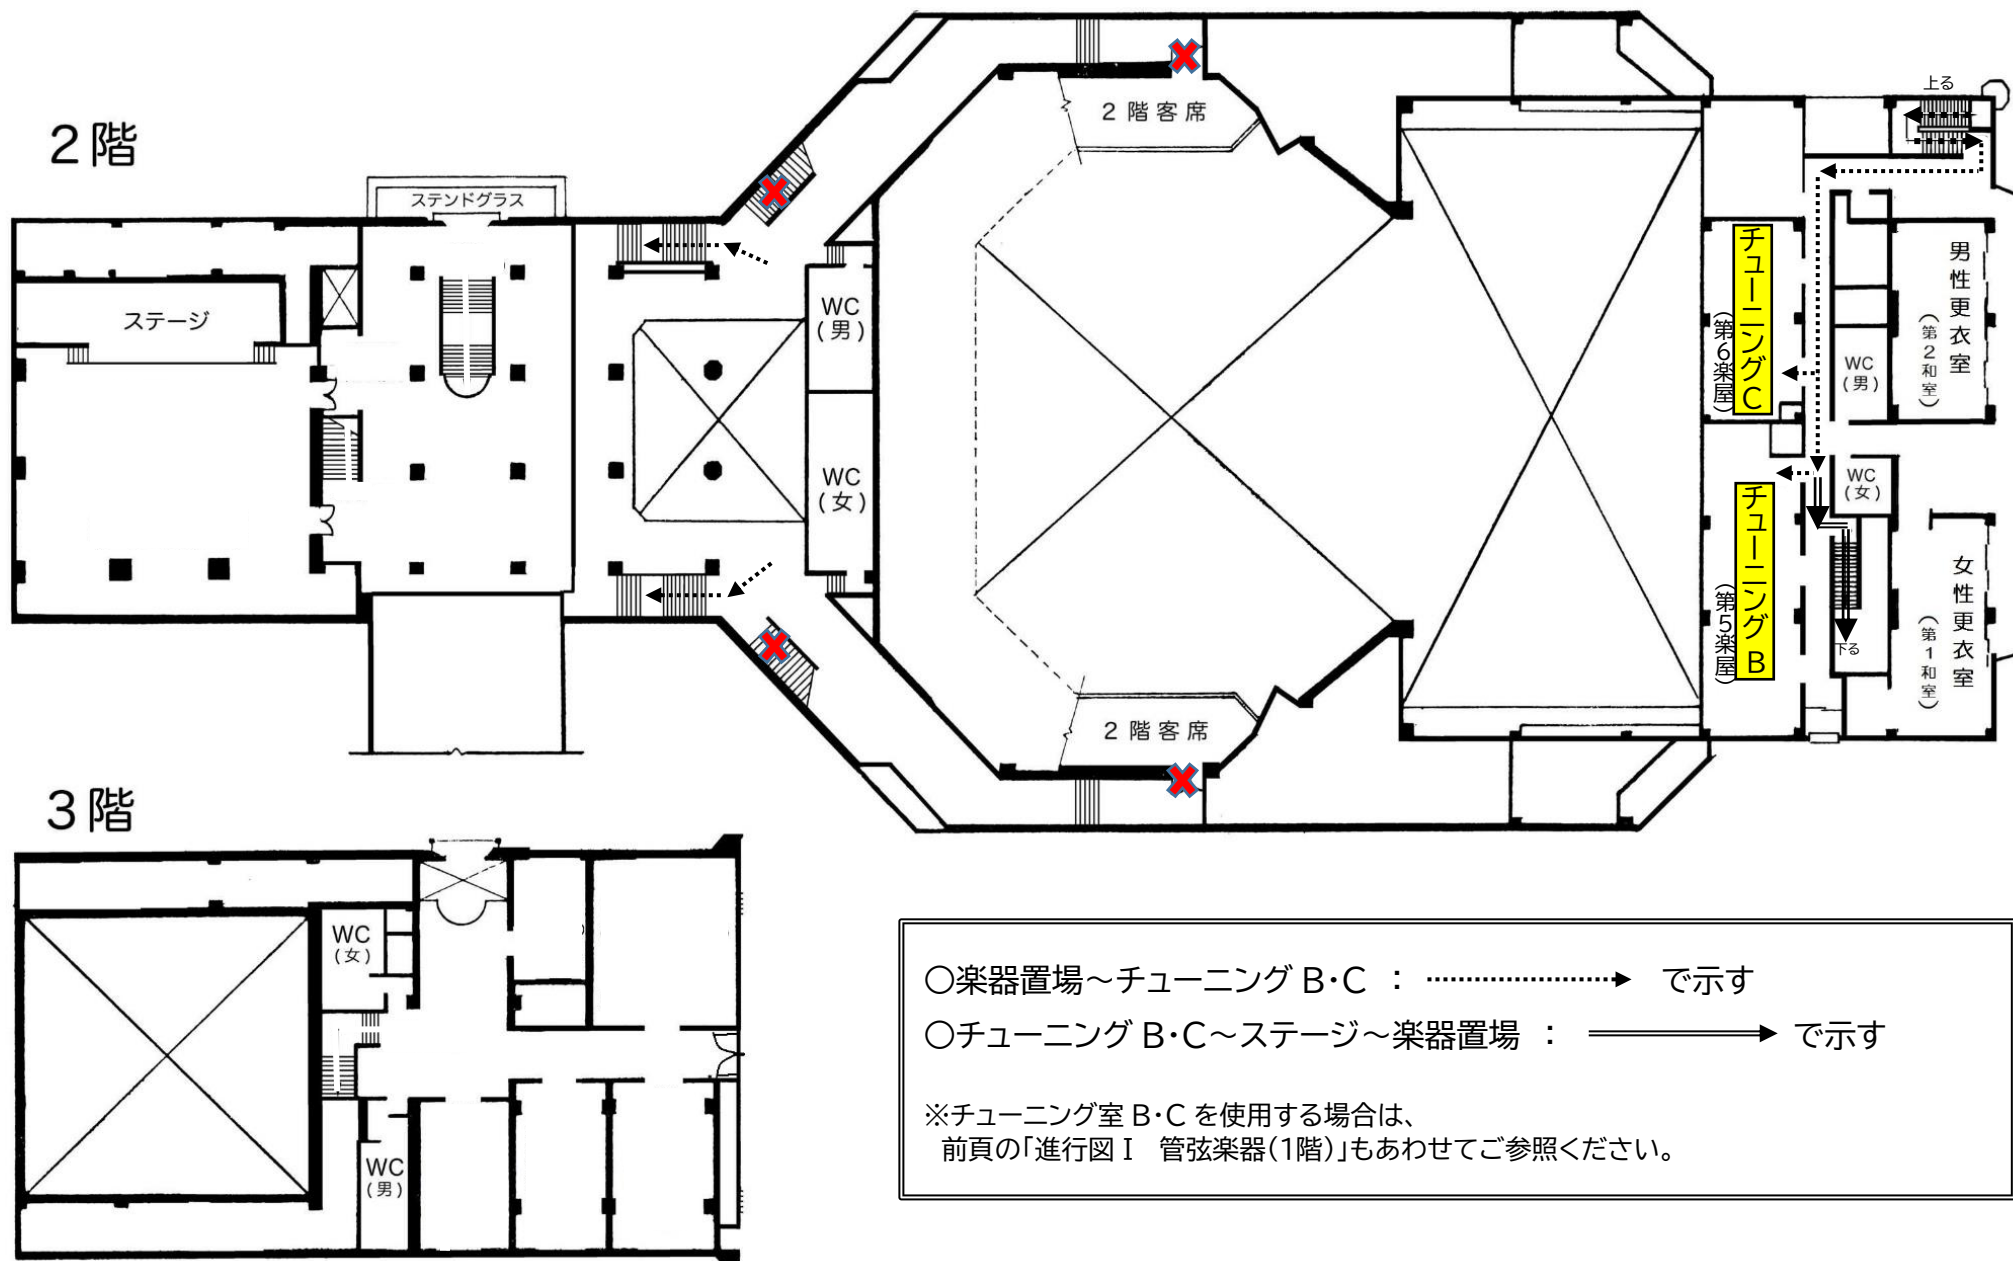 2階
ステンドグラス
ステージ
WC
(男)
WC
(女)
2階客席
2階客席
上る
チューニングC
(第6楽屋)
チューニングB
(第5楽屋)
WC
(男)
WC
(女)
下る
男性更衣室
(第2和室)
女性更衣室
(第1和室)
3階
WC
(女)
WC
(男)
○楽器置場～チューニングB・C : で示す
○チューニングB・C～ステージ～楽器置場 : で示す
※チューニング室B・Cを使用する場合は、
前頁の「進行図Ⅰ 管弦楽器(1階)」もあわせてご参照ください。